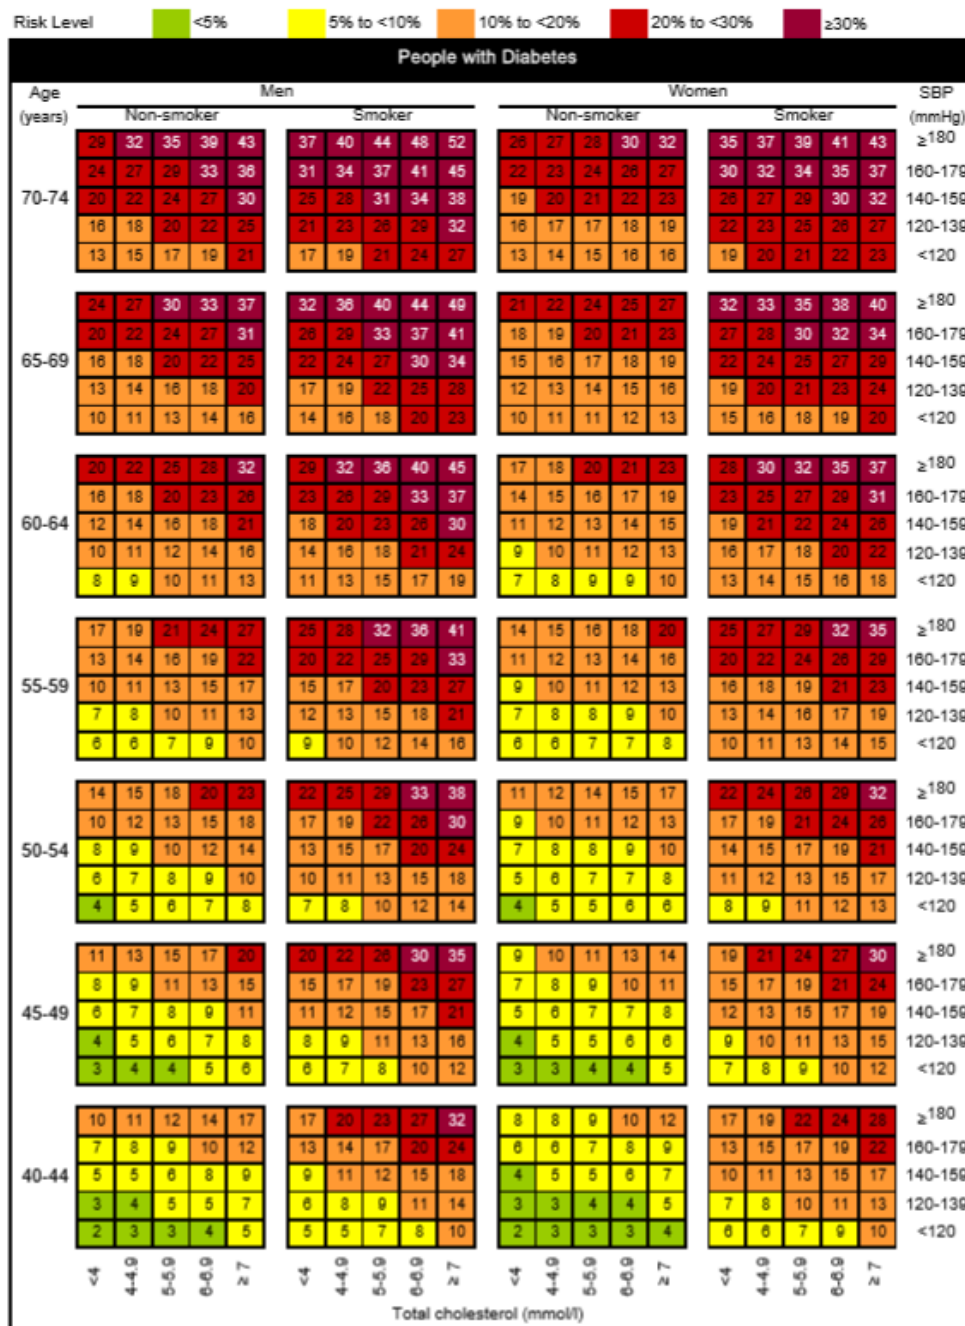 Risk Level <5% 5% to <10% 10% to <20% 20% to <30% ≥30%
People with Diabetes
Age Men Women SBP
(years) Non-smoker Smoker Non-smoker Smoker (mmHg)
29 32 35 39 43 37 40 44 48 52 26 27 28 30 32 35 37 39 41 43 ≥180
24 27 29 33 36 31 34 37 41 45 22 23 24 26 27 30 32 34 35 37 160-179
70-74 20 22 24 27 30 25 28 31 34 38 19 20 21 22 23 26 27 29 30 32 140-159
16 18 20 22 25 21 23 26 29 32 16 17 17 18 19 22 23 25 26 27 120-139
13 15 17 19 21 17 19 21 24 27 13 14 15 16 16 19 20 21 22 23 <120
24 27 30 33 37 32 36 40 44 49 21 22 24 25 27 32 33 35 38 40 ≥180
20 22 24 27 31 26 29 33 37 41 18 19 20 21 23 27 28 30 32 34 160-179
65-69 16 18 20 22 25 22 24 27 30 34 15 16 17 18 19 22 24 25 27 29 140-159
13 14 16 18 20 17 19 22 25 28 12 13 14 15 16 19 20 21 23 24 120-139
10 11 13 14 16 14 16 18 20 23 10 11 11 12 13 15 16 18 19 20 <120
20 22 25 28 32 29 32 36 40 45 17 18 20 21 23 28 30 32 35 37 ≥180
16 18 20 23 26 23 26 29 33 37 14 15 16 17 19 23 25 27 29 31 160-179
60-64 12 14 16 18 21 18 20 23 26 30 11 12 13 14 15 19 21 22 24 26 140-159
10 11 12 14 16 14 16 18 21 24 9 10 11 12 13 16 17 18 20 22 120-139
8 9 10 11 13 11 13 15 17 19 7 8 9 9 10 13 14 15 16 18 <120
17 19 21 24 27 25 28 32 36 41 14 15 16 18 20 25 27 29 32 35 ≥180
13 14 16 19 22 20 22 25 29 33 11 12 13 14 16 20 22 24 26 29 160-179
55-59 10 11 13 15 17 15 17 20 23 27 9 10 11 12 13 16 18 19 21 23 140-159
7 8 10 11 13 12 13 15 18 21 7 8 8 9 10 13 14 16 17 19 120-139
6 6 7 9 10 9 10 12 14 16 6 6 7 7 8 10 11 13 14 15 <120
14 15 18 20 23 22 25 29 33 38 11 12 14 15 17 22 24 26 29 32 ≥180
10 12 13 15 18 17 19 22 26 30 9 10 11 12 13 17 19 21 24 26 160-179
50-54 8 9 10 12 14 13 15 17 20 24 7 8 8 9 10 14 15 17 19 21 140-159
6 7 8 9 10 10 11 13 15 18 5 6 7 7 8 11 12 13 15 17 120-139
4 5 6 7 8 7 8 10 12 14 4 5 5 6 6 8 9 11 12 13 <120
11 13 15 17 20 20 22 26 30 35 9 10 11 13 14 19 21 24 27 30 ≥180
8 9 11 13 15 15 17 19 23 27 7 8 9 10 11 15 17 19 21 24 160-179
45-49 6 7 8 9 11 11 12 15 17 21 5 6 7 7 8 12 13 15 17 19 140-159
4 5 6 7 8 8 9 11 13 16 4 5 5 6 6 9 10 11 13 15 120-139
3 4 4 5 6 6 7 8 10 12 3 3 4 4 5 7 8 9 10 12 <120
10 11 12 14 17 17 20 23 27 32 8 8 9 10 12 17 19 22 24 28 ≥180
7 8 9 10 12 13 14 17 20 24 6 6 7 8 9 13 15 17 19 22 160-179
40-44 5 5 6 8 9 9 11 12 15 18 4 5 5 6 7 10 11 13 15 17 140-159
3 4 5 5 7 6 8 9 11 14 3 3 4 4 5 7 8 10 11 13 120-139
2 3 3 4 5 5 5 7 8 10 2 3 3 3 4 6 6 7 9 10 <120
<4 4-4.9 5-5.9 6-6.9 ≥ 7 <4 4-4.9 5-5.9 6-6.9 ≥ 7 <4 4-4.9 5-5.9 6-6.9 ≥ 7 <4 4-4.9 5-5.9 6-6.9 ≥ 7
Total cholesterol (mmol/l)